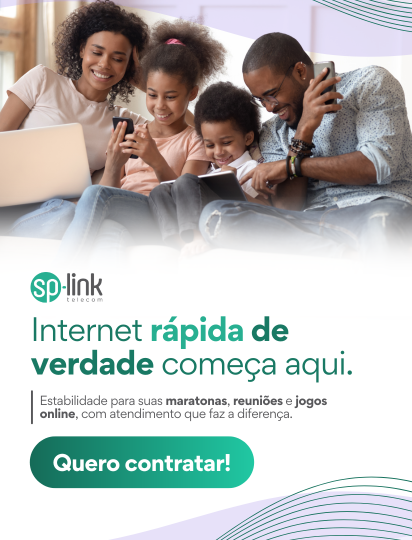 sp-link
telecom
Internet rápida de
verdade começa aqui.
Estabilidade para suas maratonas, reuniões e jogos
online, com atendimento que faz a diferença.
Quero contratar!